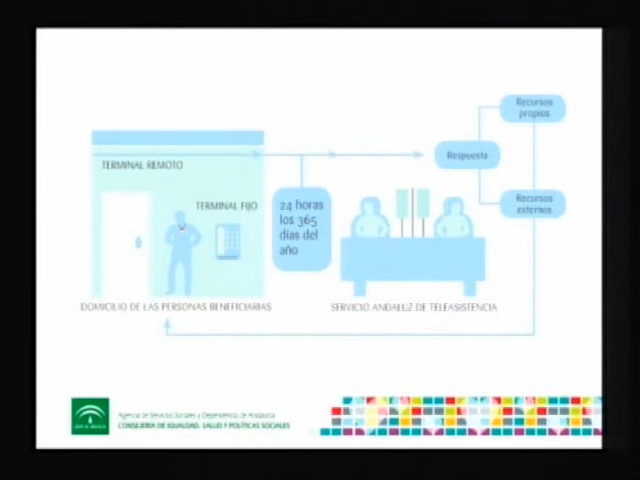 Recursos
propios
Respuesta
TERMINAL REMOTO
TERMINAL FIJO
24 horas
los 365
días del
año
Recursos
externos
DOMICILIO DE LAS PERSONAS BENEFICIARIAS
SERVICIO ANDALUZ DE TELEASISTENCIA
Agencia de Servicios Sociales y Dependencia de Andalucía
CONSEJERÍA DE IGUALDAD, SALUD Y POLÍTICAS SOCIALES